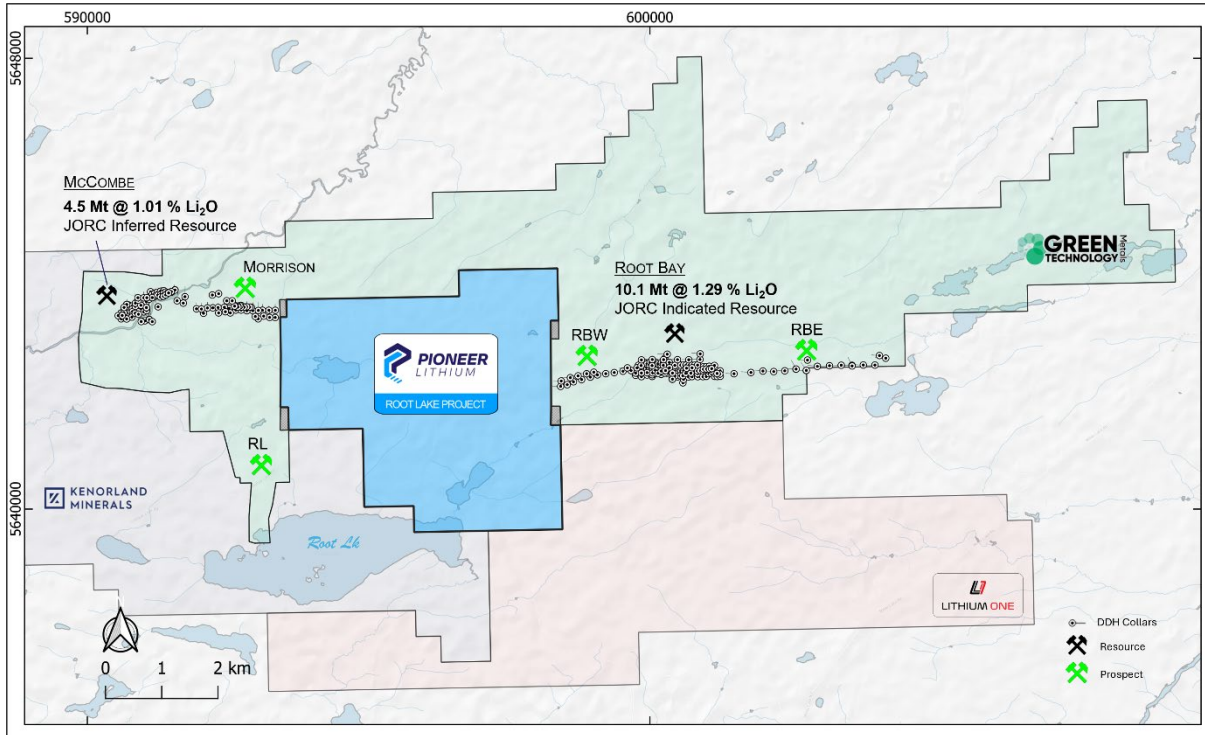 590000
600000
5648000
McCombe
4.5 Mt @ 1.01 % Li₂O
JORC Inferred Resource
Morrison
GREEN
TECHNOLOGY
Metals
Root Bay
10.1 Mt @ 1.29 % Li₂O
JORC Indicated Resource
RBW
RBE
PIONEER
LITHIUM
ROOT LAKE PROJECT
RL
KENORLAND
MINERALS
5640000
Root Lk
LITHIUM ONE
DDH Collars
Resource
Prospect
0 1 2 km